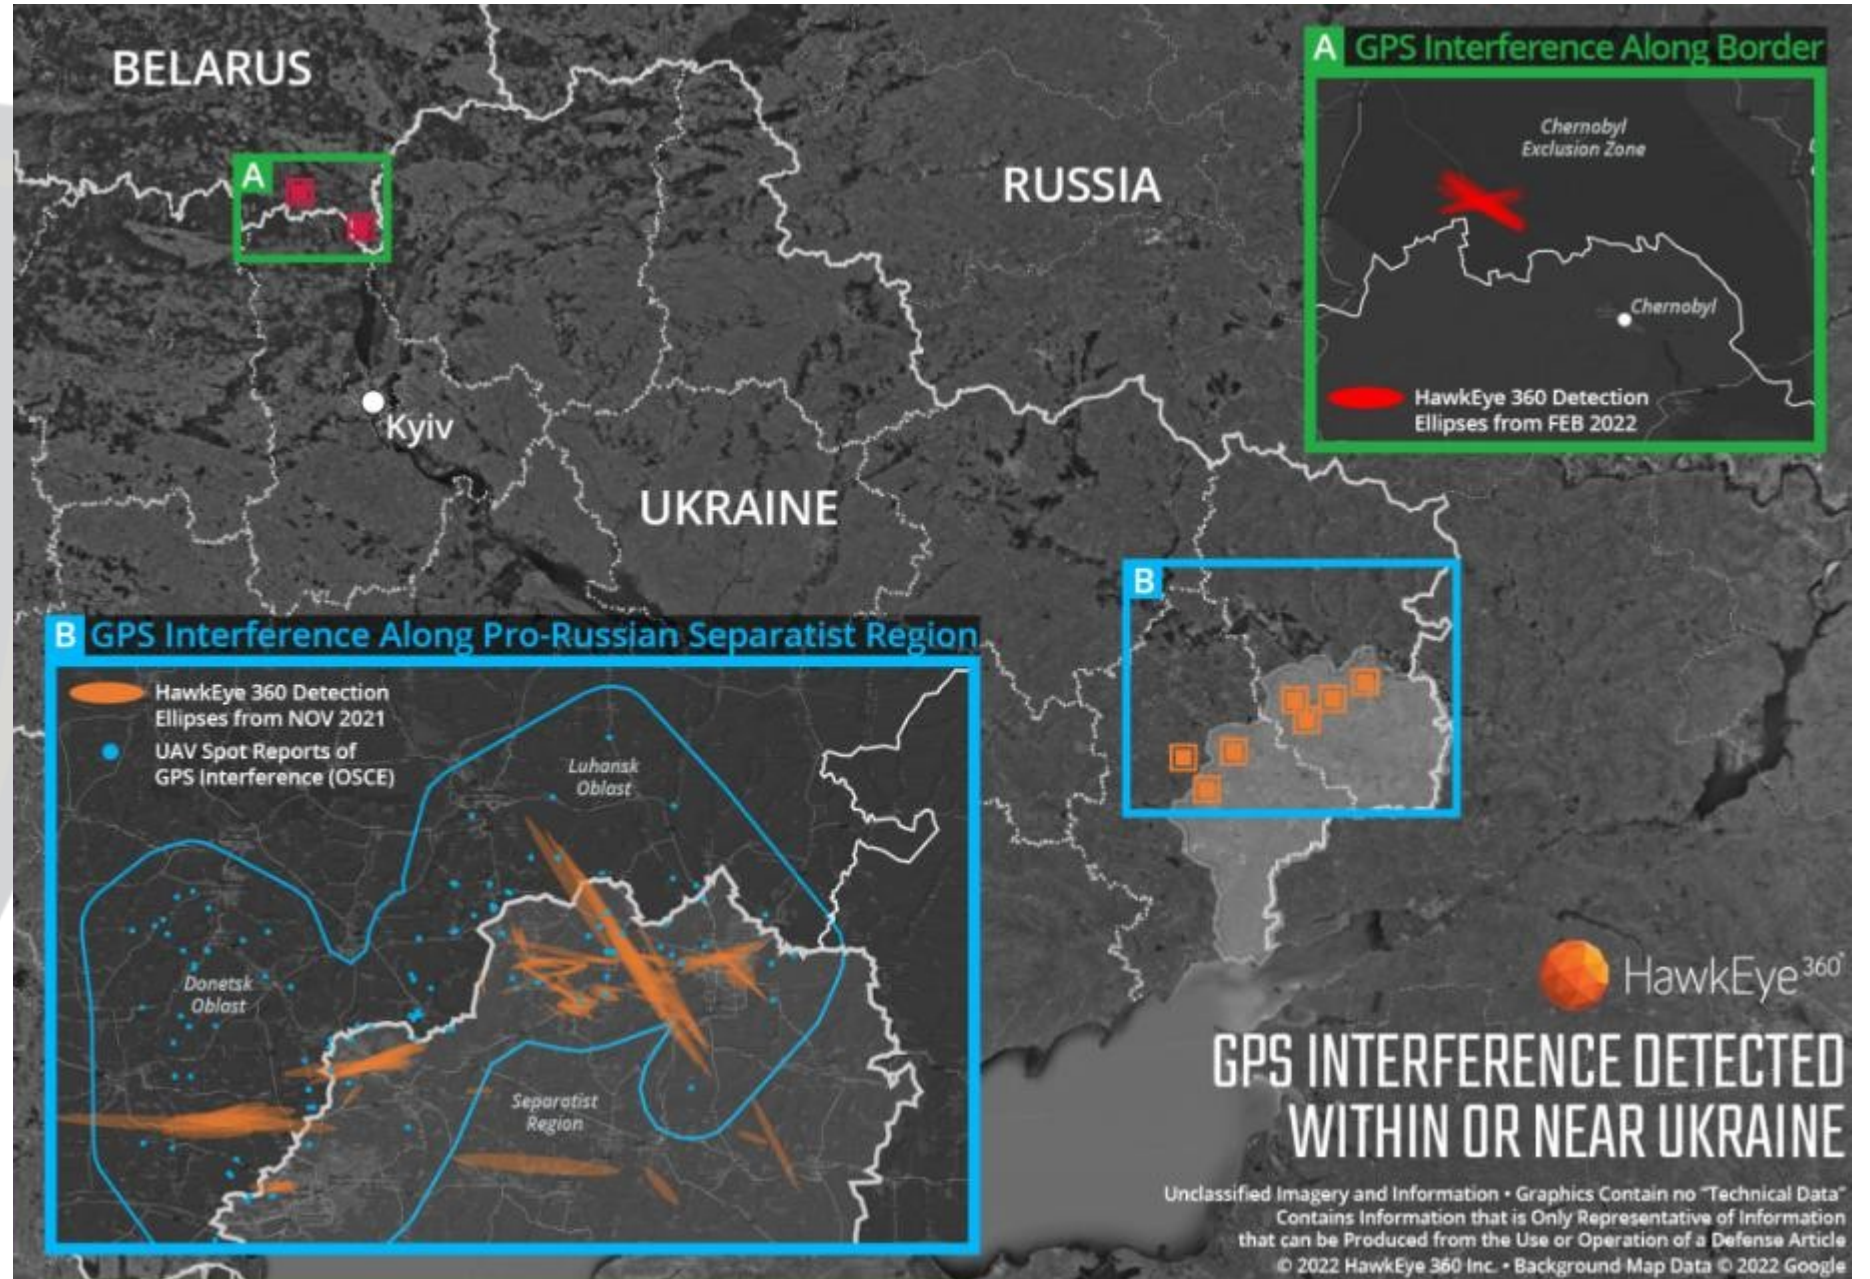 BELARUS
A
RUSSIA
Kyiv
UKRAINE
B
A GPS Interference Along Border
Chernobyl
Exclusion Zone
Chernobyl
HawkEye 360 Detection
Ellipses from FEB 2022
B GPS Interference Along Pro-Russian Separatist Region
HawkEye 360 Detection
Ellipses from NOV 2021
UAV Spot Reports of
GPS Interference (OSCE)
Luhansk
Oblast
Donetsk
Oblast
Separatist
Region
HawkEye 360
GPS INTERFERENCE DETECTED
WITHIN OR NEAR UKRAINE
Unclassified Imagery and Information • Graphics Contain no "Technical Data"
Contains Information that is Only Representative of Information
that can be Produced from the Use or Operation of a Defense Article
© 2022 HawkEye 360 Inc. • Background Map Data © 2022 Google